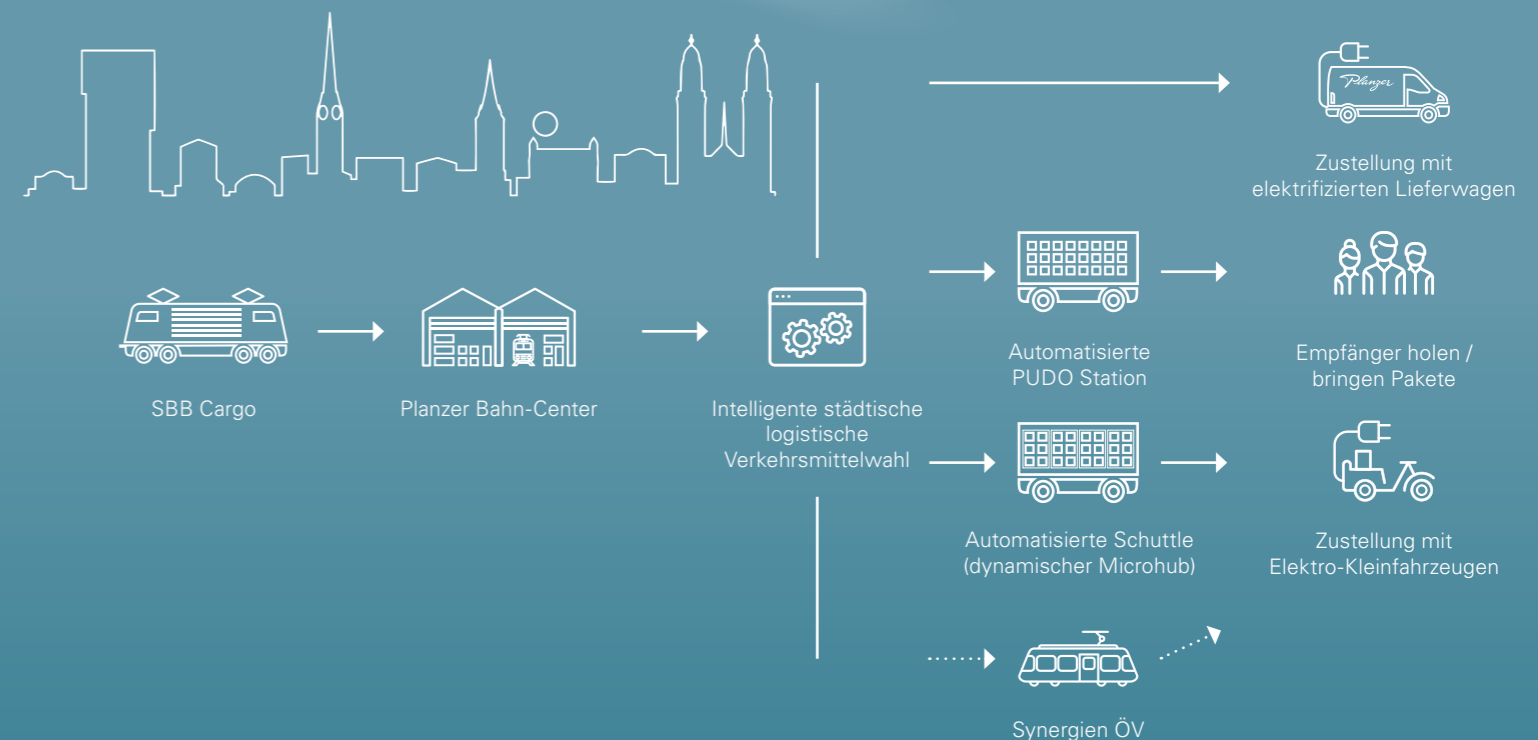 Planzer
Zustellung mit
elektrifizierten Lieferwagen
SBB Cargo
Planzer Bahn-Center
Intelligente städtische
logistische
Verkehrsmittelwahl
Automatisierte
PUDO Station
Empfänger holen /
bringen Pakete
Automatisierte Schuttle
(dynamischer Microhub)
Zustellung mit
Elektro-Kleinfahrzeugen
Synergien ÖV